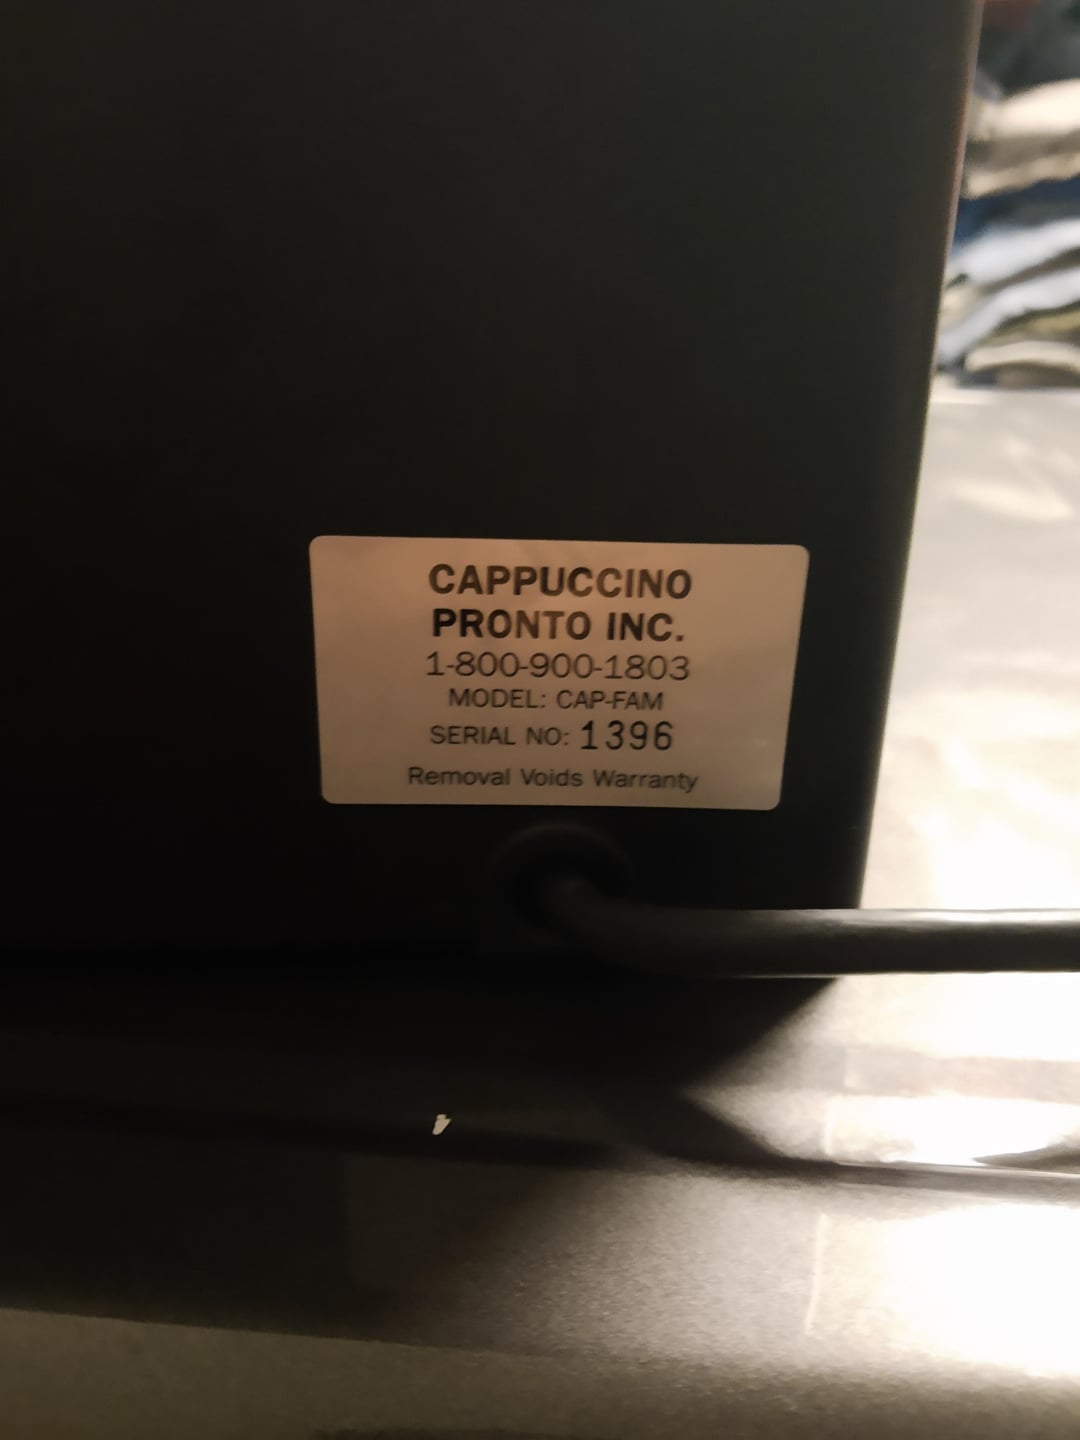 CAPPUCCINO
PRONTO INC.
1-800-900-1803
MODEL: CAP-FAM
SERIAL NO: 1396
Removal Voids Warranty